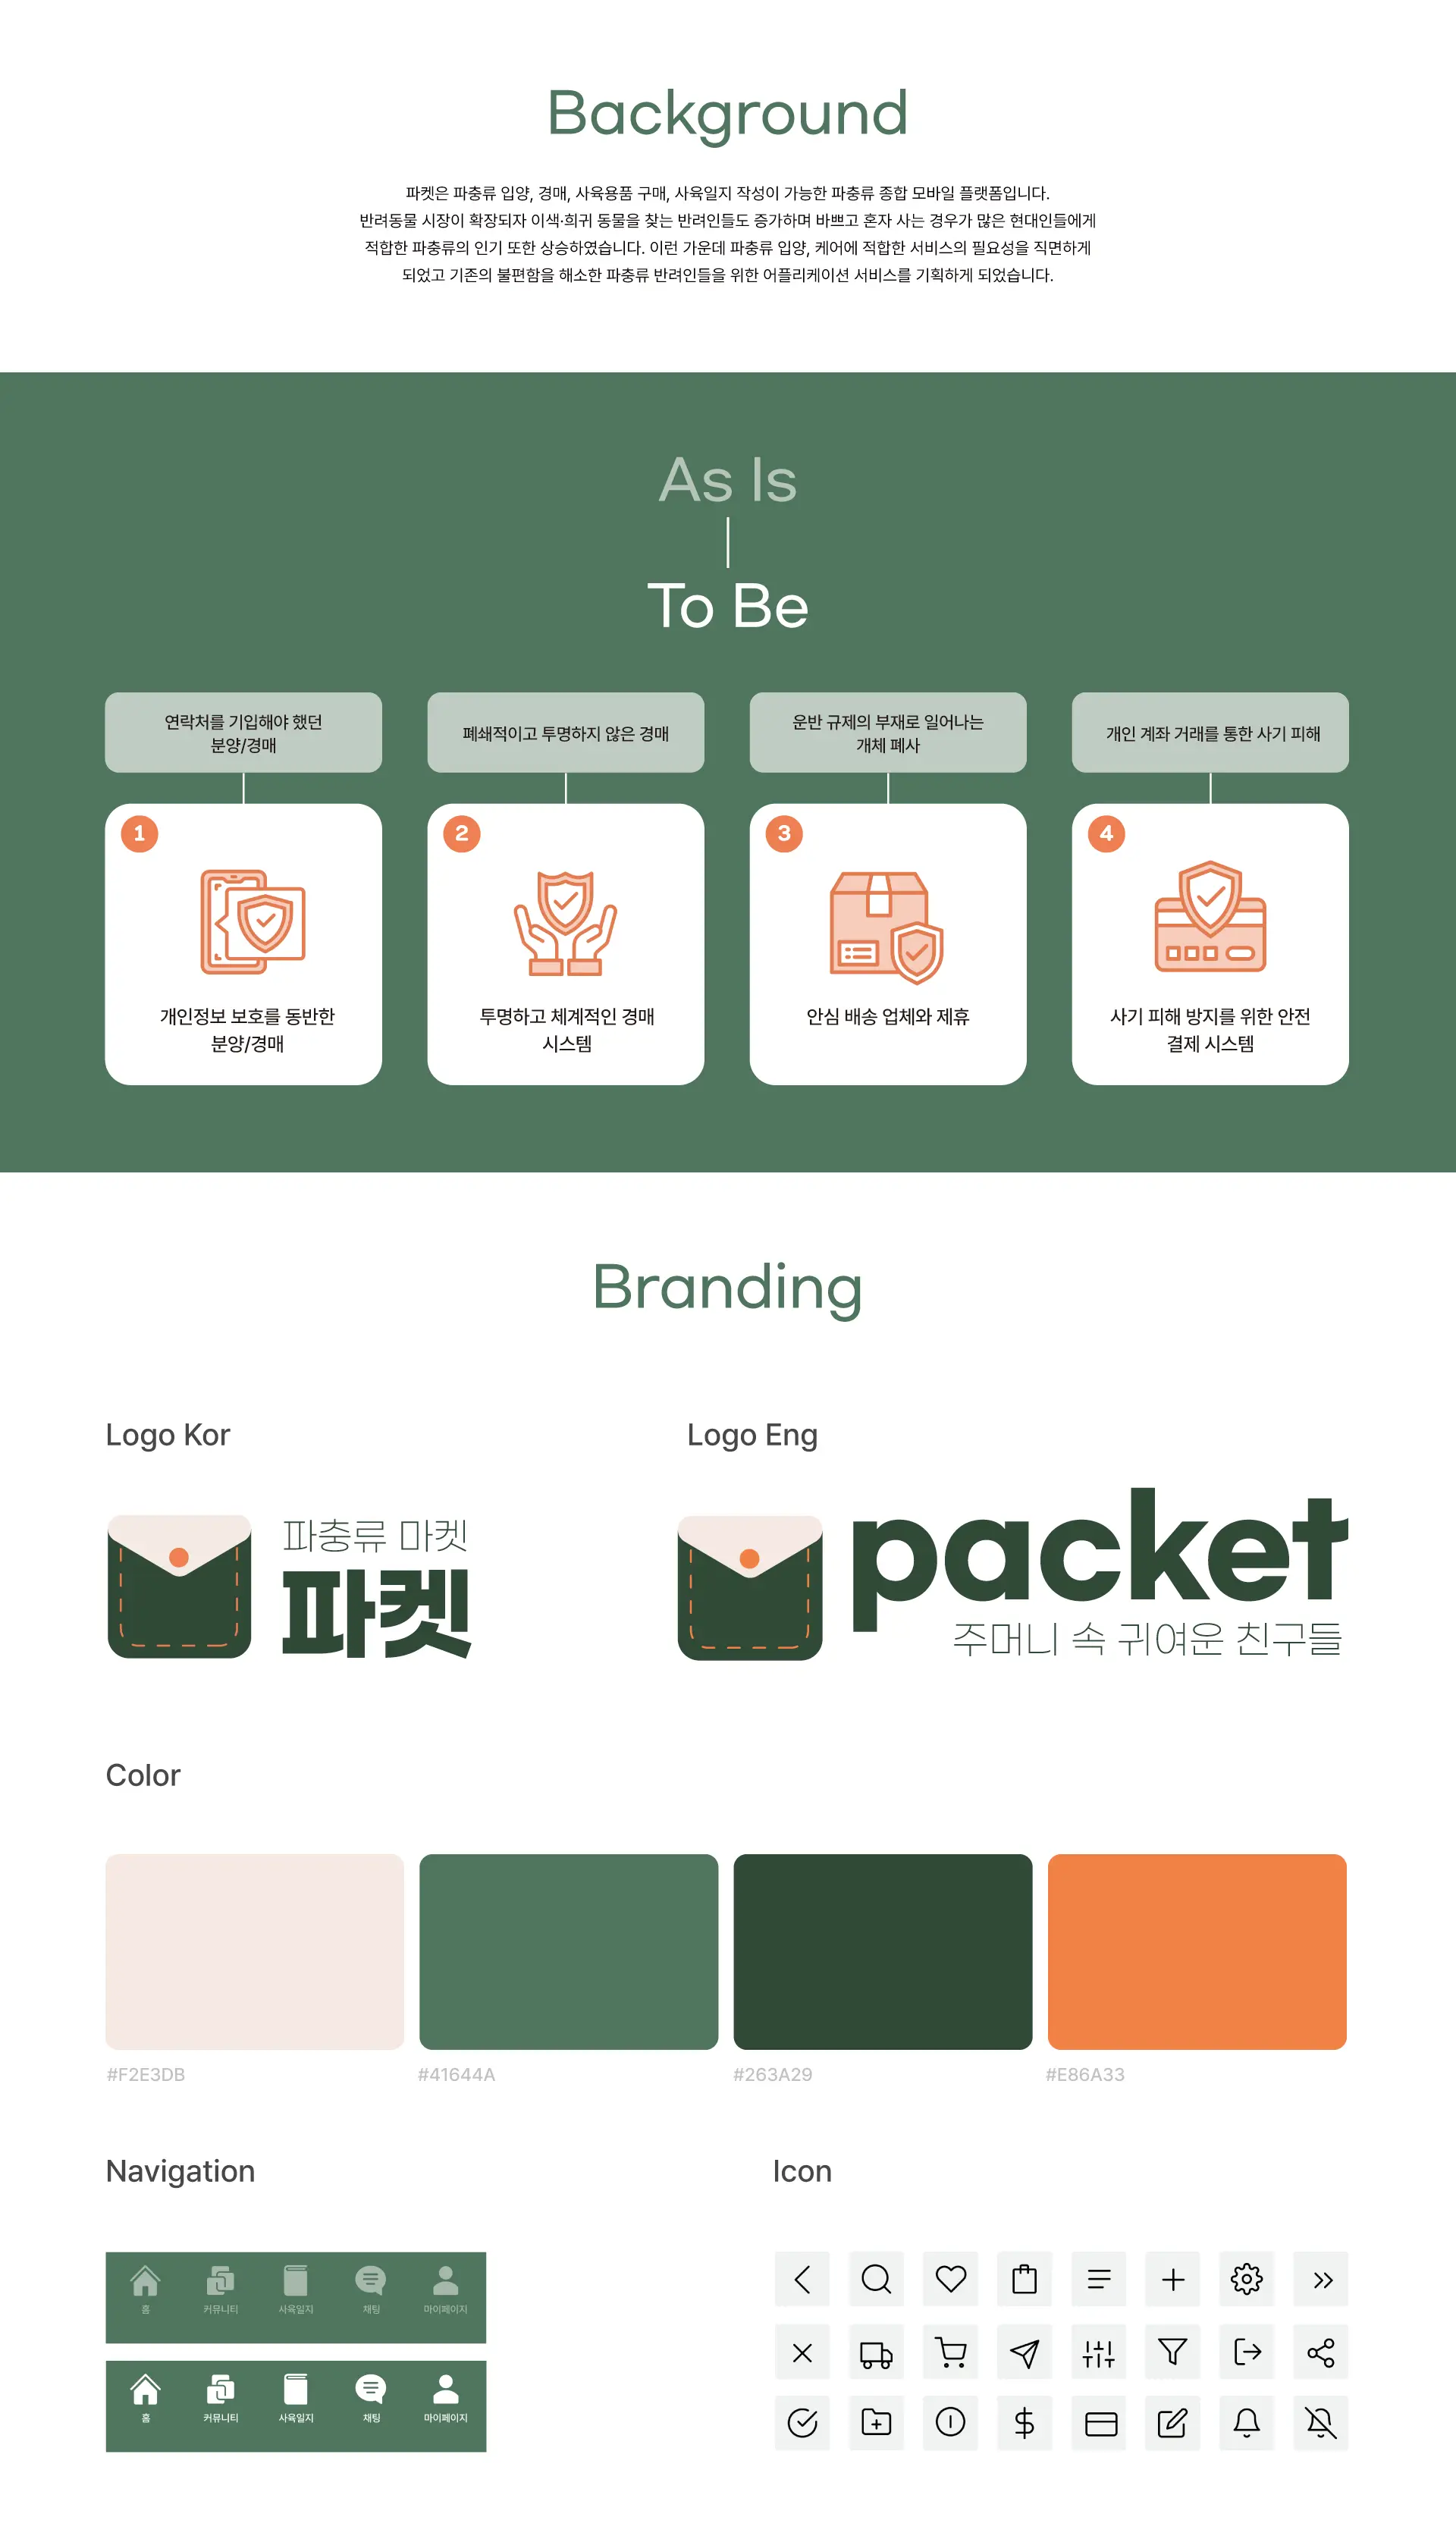 Background
파켓은 파충류 입양, 경매, 사육용품 구매, 사육일지 작성이 가능한 파충류 종합 모바일 플랫폼입니다.
반려동물 시장이 확장되자 이색·희귀 동물을 찾는 반려인들도 증가하며 바쁘고 혼자 사는 경우가 많은 현대인들에게
적합한 파충류의 인기 또한 상승하였습니다. 이런 가운데 파충류 입양, 케어에 적합한 서비스의 필요성을 직면하게
되었고 기존의 불편함을 해소한 파충류 반려인들을 위한 어플리케이션 서비스를 기획하게 되었습니다.
As Is
To Be
연락처를 기입해야 했던
분양/경매
폐쇄적이고 투명하지 않은 경매
운반 규제의 부재로 일어나는
개체 폐사
개인 계좌 거래를 통한 사기 피해
1
개인정보 보호를 동반한
분양/경매
2
투명하고 체계적인 경매
시스템
3
안심 배송 업체와 제휴
4
사기 피해 방지를 위한 안전
결제 시스템
Branding
Logo Kor
파충류 마켓
파켓
Logo Eng
packet
주머니 속 귀여운 친구들
Color
#F2E3DB
#41644A
#263A29
#E86A33
Navigation
홈 커뮤니티 사육일지 채팅 마이페이지
홈 커뮤니티 사육일지 채팅 마이페이지
Icon